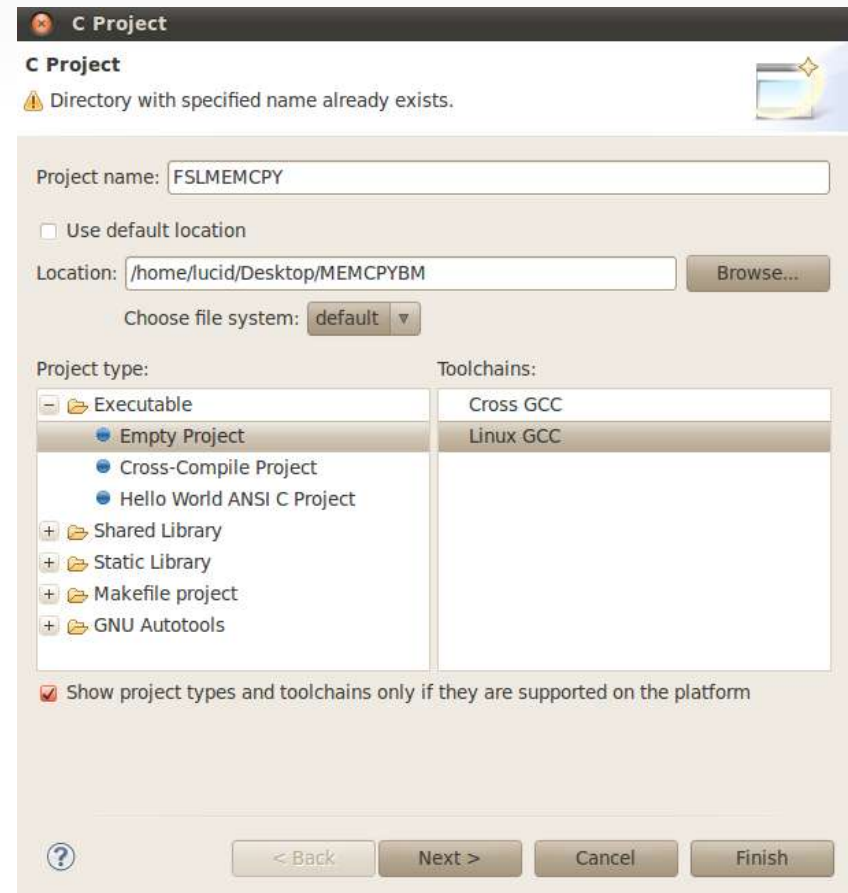 C Project
C Project
Directory with specified name already exists.
Project name: FSLMEMCPY
Use default location
Location: /home/lucid/Desktop/MEMCPYBM Browse...
Choose file system: default
Project type: Toolchains:
Executable Cross GCC
Empty Project Linux GCC
Cross-Compile Project
Hello World ANSI C Project
Shared Library
Static Library
Makefile project
GNU Autotools
Show project types and toolchains only if they are supported on the platform
? < Back Next > Cancel Finish